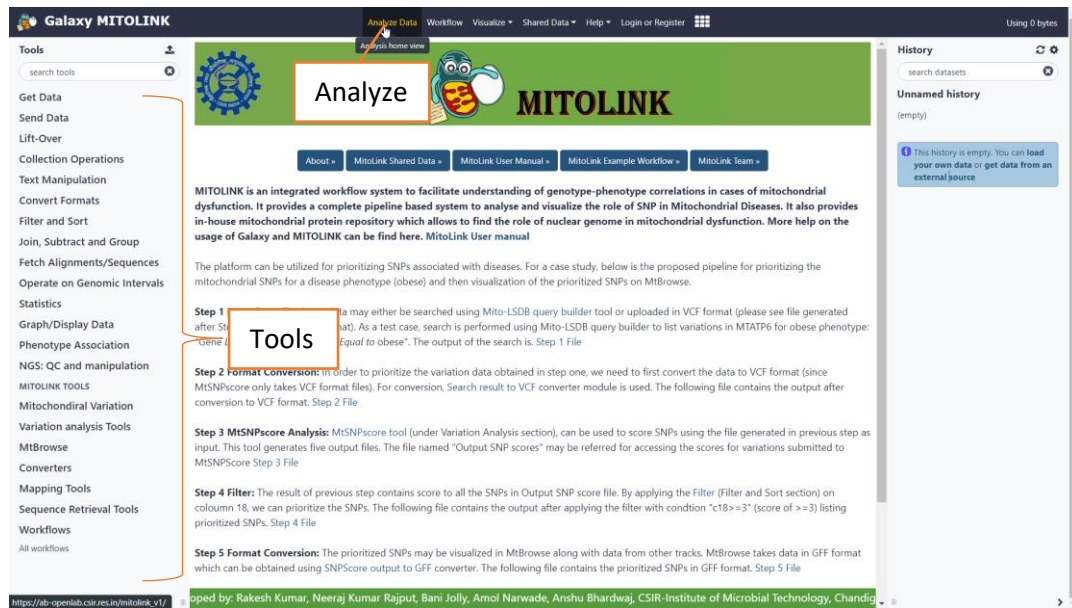 Galaxy MITOLINK
Analyze Data Workflow Visualize Shared Data Help Login or Register
Using 0 bytes
Tools
search tools
Get Data
Send Data
Lift-Over
Collection Operations
Text Manipulation
Convert Formats
Filter and Sort
Join, Subtract and Group
Fetch Alignments/Sequences
Operate on Genomic Intervals
Statistics
Graph/Display Data
Phenotype Association
NGS: QC and manipulation
MITOLINK TOOLS
Mitochondiral Variation
Variation analysis Tools
MtBrowse
Converters
Mapping Tools
Sequence Retrieval Tools
Workflows
All workflows
https://ab-openlab.csir.res.in/mitolink_v1/
Analysis home view
Analyze
Tools
MITOLINK
About » MitoLink Shared Data » MitoLink User Manual » MitoLink Example Workflow » MitoLink Team »
MITOLINK is an integrated workflow system to facilitate understanding of genotype-phenotype correlations in cases of mitochondrial
dysfunction. It provides a complete pipeline based system to analyse and visualize the role of SNP in Mitochondrial Diseases. It also provides
in-house mitochondrial protein repository which allows to find the role of nuclear genome in mitochondrial dysfunction. More help on the
usage of Galaxy and MITOLINK can be find here. MitoLink User manual
The platform can be utilized for prioritizing SNPs associated with diseases. For a case study, below is the proposed pipeline for prioritizing the
mitochondrial SNPs for a disease phenotype (obese) and then visualization of the prioritized SNPs on MtBrowse.
Step 1 ta may either be searched using Mito-LSDB query builder tool or uploaded in VCF format (please see file generated
after St at). As a test case, search is performed using Mito-LSDB query builder to list variations in MTATP6 for obese phenotype:
"Gene Equal to obese". The output of the search is. Step 1 File
Step 2 Format Conversion: In order to prioritize the variation data obtained in step one, we need to first convert the data to VCF format (since
MtSNPscore only takes VCF format files). For conversion, Search result to VCF converter module is used. The following file contains the output after
conversion to VCF format. Step 2 File
Step 3 MtSNPscore Analysis: MtSNPscore tool (under Variation Analysis section), can be used to score SNPs using the file generated in previous step as
input. This tool generates five output files. The file named "Output SNP scores" may be referred for accessing the scores for variations submitted to
MtSNPScore Step 3 File
Step 4 Filter: The result of previous step contains score to all the SNPs in Output SNP score file. By applying the Filter (Filter and Sort section) on
coloumn 18, we can prioritize the SNPs. The following file contains the output after applying the filter with condtion "c18>=3" (score of >=3) listing
prioritized SNPs. Step 4 File
Step 5 Format Conversion: The prioritized SNPs may be visualized in MtBrowse along with data from other tracks. MtBrowse takes data in GFF format
which can be obtained using SNPScore output to GFF converter. The following file contains the prioritized SNPs in GFF format. Step 5 File
oped by: Rakesh Kumar, Neeraj Kumar Rajput, Bani Jolly, Amol Narwade, Anshu Bhardwaj, CSIR-Institute of Microbial Technology, Chandig
History
search datasets
Unnamed history
(empty)
This history is empty. You can load
your own data or get data from an
external source